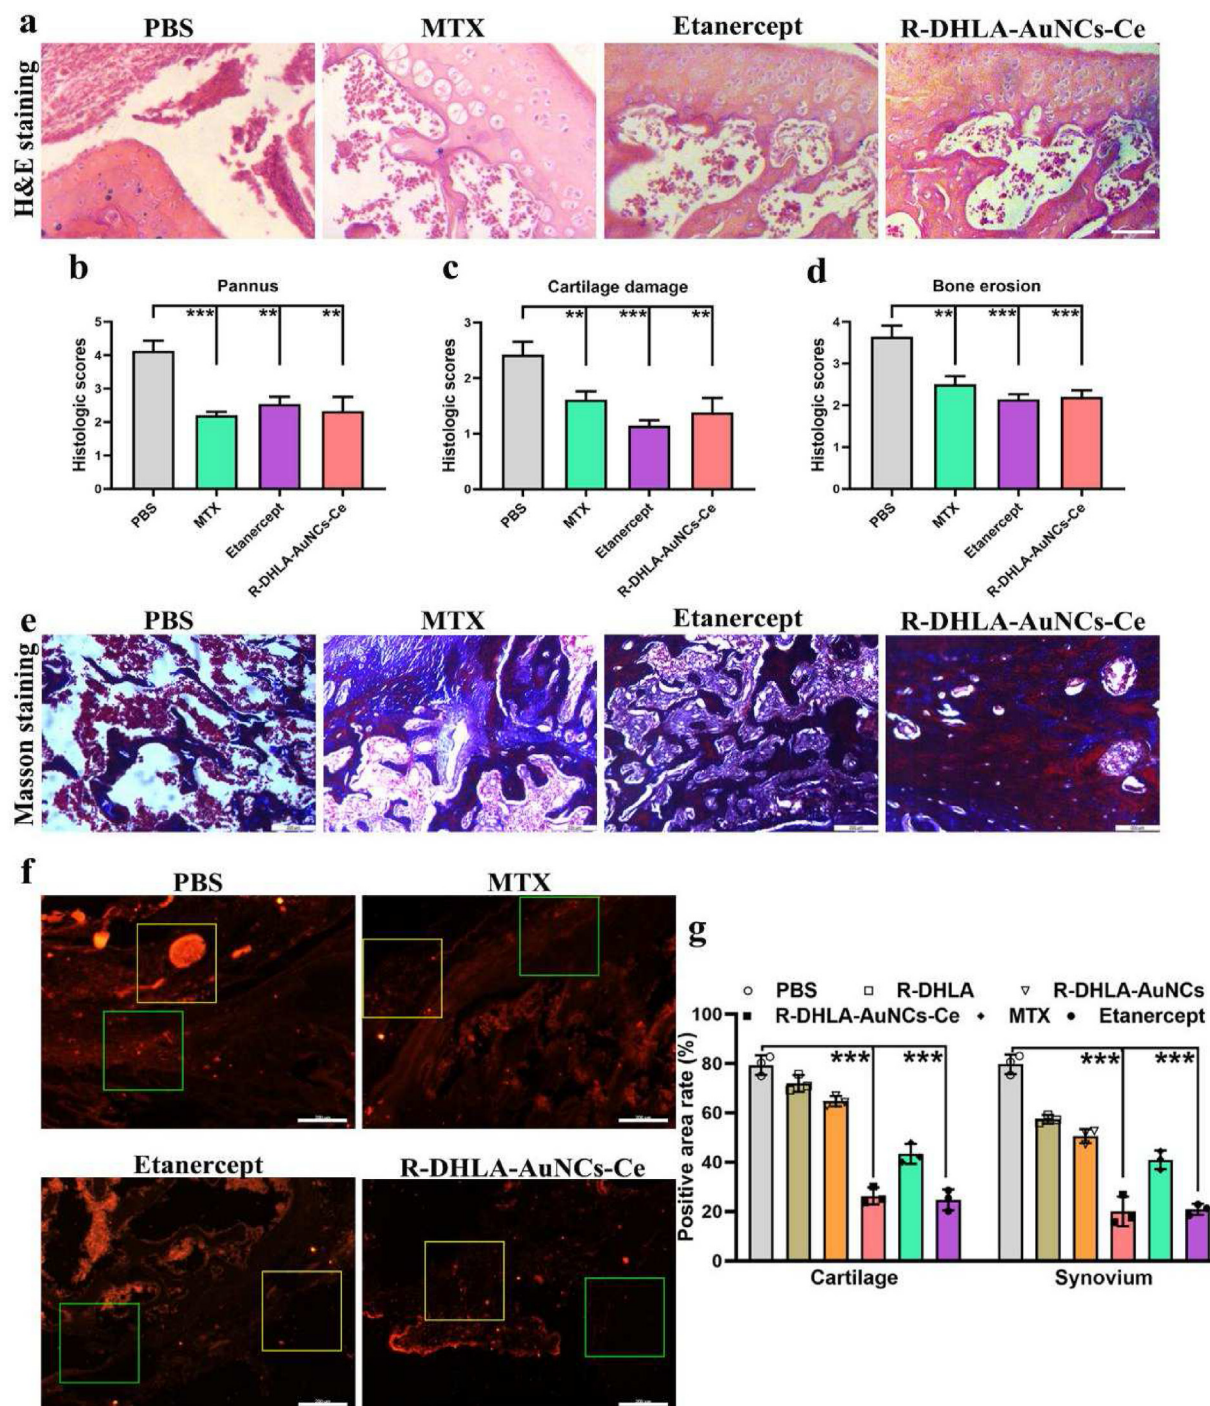 a
PBS
MTX
Etanercept
R-DHLA-AuNCs-Ce
H&E staining
b
Pannus
Histologic scores
5
4
3
2
1
0
***
**
**
PBS
MTX
Etanercept
R-DHLA-AuNCs-Ce
c
Cartilage damage
Histologic scores
3
2
1
0
**
***
**
PBS
MTX
Etanercept
R-DHLA-AuNCs-Ce
d
Bone erosion
Histologic scores
4
3
2
1
0
**
***
***
PBS
MTX
Etanercept
R-DHLA-AuNCs-Ce
e
PBS
MTX
Etanercept
R-DHLA-AuNCs-Ce
Masson staining
f
PBS
MTX
Etanercept
R-DHLA-AuNCs-Ce
g
PBS R-DHLA R-DHLA-AuNCs
R-DHLA-AuNCs-Ce MTX Etanercept
Positive area rate (%)
100
80
60
40
20
0
***
***
***
***
Cartilage
Synovium